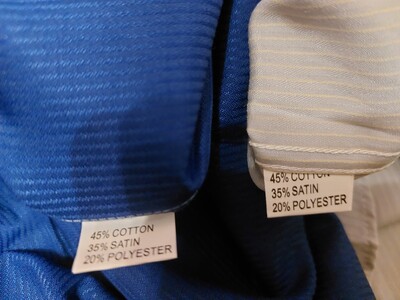 45% COTTON
35% SATIN
20% POLYESTER
45% COTTON
35% SATIN
20% POLYESTER